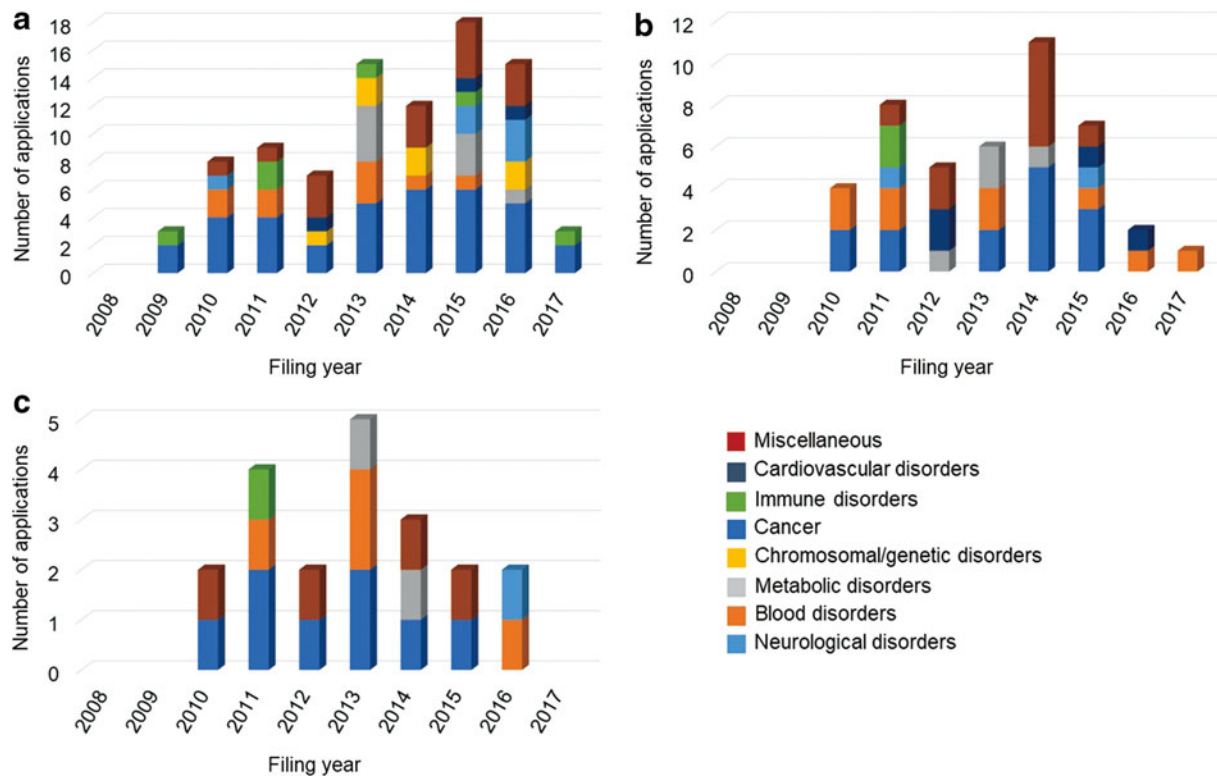 a
18
16
14
12
10
8
6
4
2
0
Number of applications
2008 2009 2010 2011 2012 2013 2014 2015 2016 2017
Filing year
b
12
10
8
6
4
2
0
Number of applications
2008 2009 2010 2011 2012 2013 2014 2015 2016 2017
Filing year
c
5
4
3
2
1
0
Number of applications
2008 2009 2010 2011 2012 2013 2014 2015 2016 2017
Filing year
Miscellaneous
Cardiovascular disorders
Immune disorders
Cancer
Chromosomal/genetic disorders
Metabolic disorders
Blood disorders
Neurological disorders